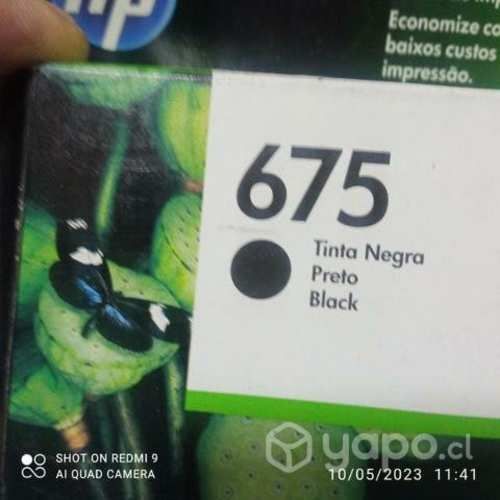 hp
Economize co
baixos custos
impressão.
675
Tinta Negra
Preto
Black
yapo.cl
SHOT ON REDMI 9
AI QUAD CAMERA
10/05/2023 11:41